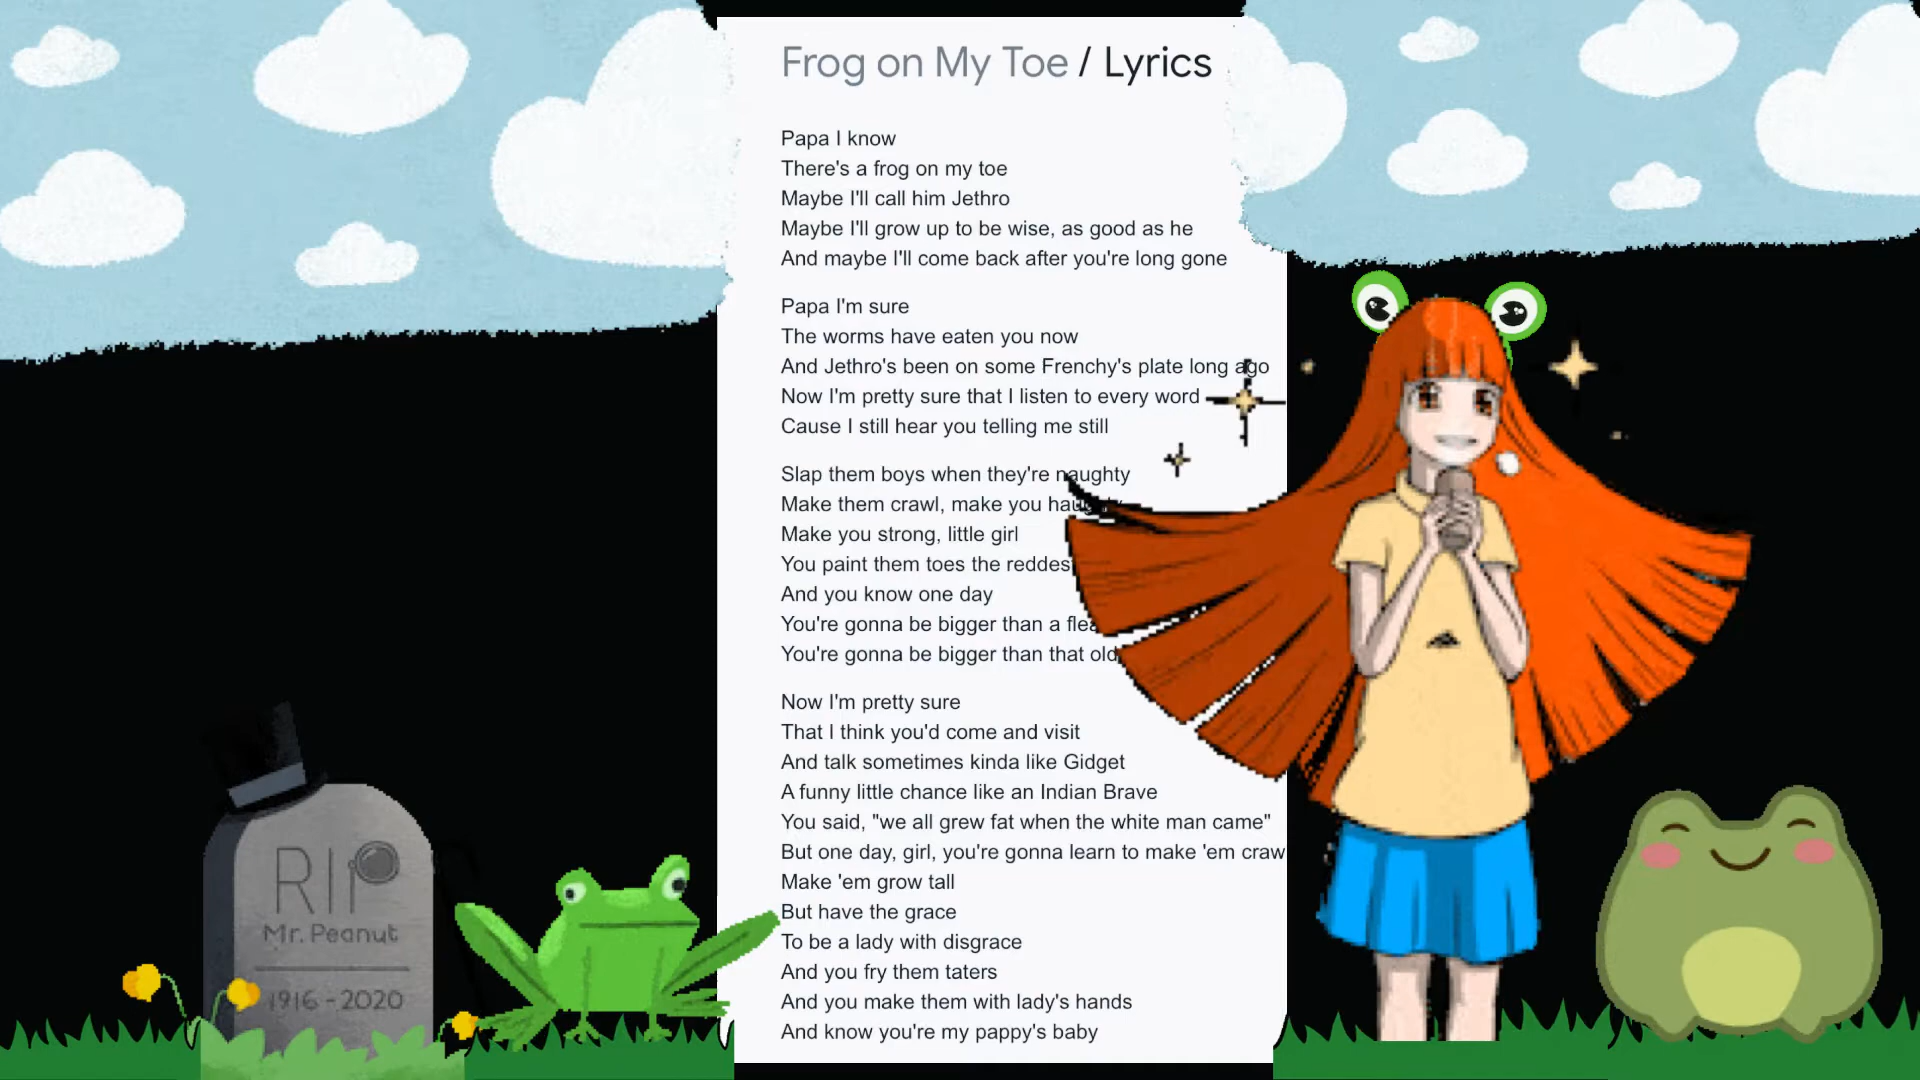 Frog on My Toe / Lyrics
Papa I know
There's a frog on my toe
Maybe I'll call him Jethro
Maybe I'll grow up to be wise, as good as he
And maybe I'll come back after you're long gone
Papa I'm sure
The worms have eaten you now
And Jethro's been on some Frenchy's plate long ago
Now I'm pretty sure that I listen to every word
Cause I still hear you telling me still
Slap them boys when they're naughty
Make them crawl, make you haughty
Make you strong, little girl
You paint them toes the reddes
And you know one day
You're gonna be bigger than a flea
You're gonna be bigger than that old
Now I'm pretty sure
That I think you'd come and visit
And talk sometimes kinda like Gidget
A funny little chance like an Indian Brave
You said, "we all grew fat when the white man came"
But one day, girl, you're gonna learn to make 'em craw
Make 'em grow tall
But have the grace
To be a lady with disgrace
And you fry them taters
And you make them with lady's hands
And know you're my pappy's baby
RIP
Mr. Peanut
1916 - 2020